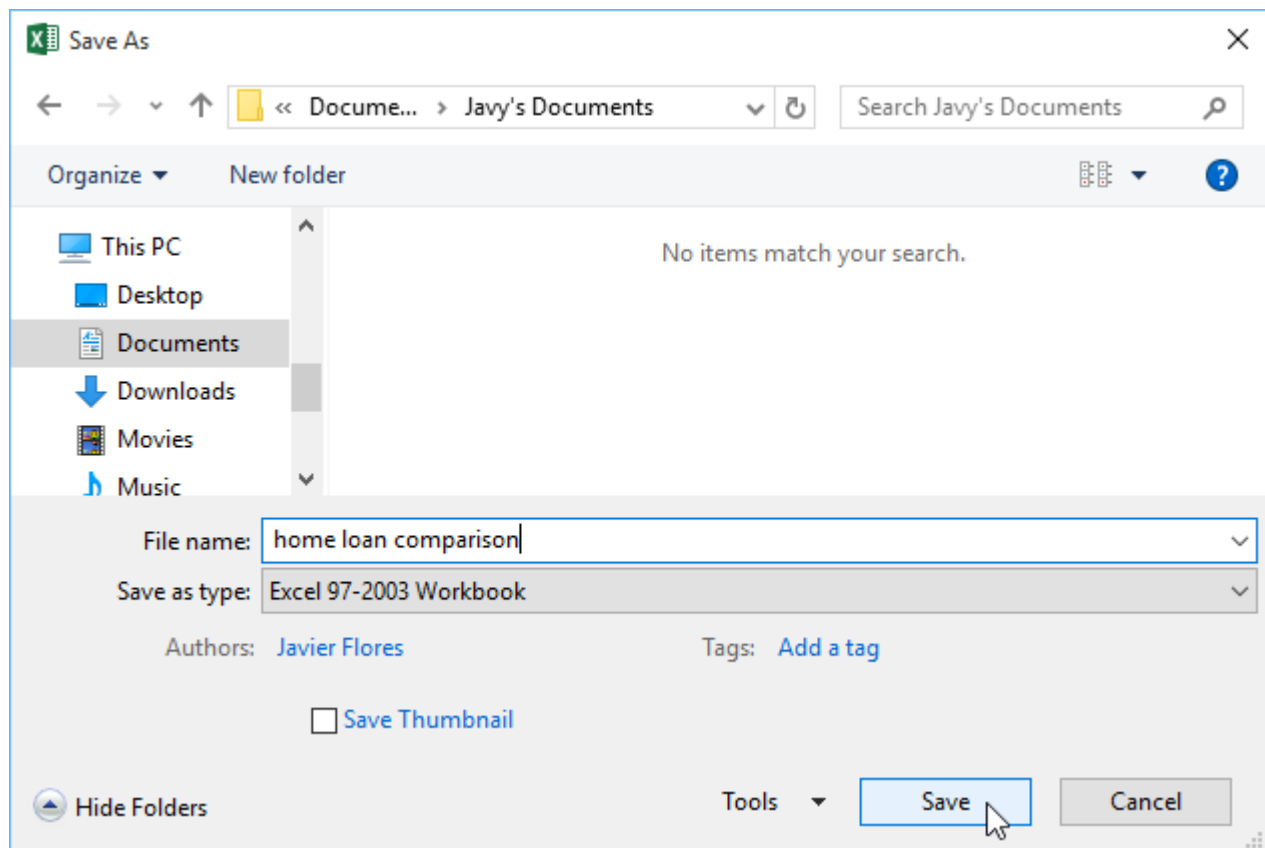 Save As
« Docume... › Javy's Documents
Search Javy's Documents
Organize
New folder
?
This PC
Desktop
Documents
Downloads
Movies
Music
No items match your search.
File name: home loan comparison
Save as type: Excel 97-2003 Workbook
Authors: Javier Flores
Tags: Add a tag
Save Thumbnail
Hide Folders
Tools
Save
Cancel